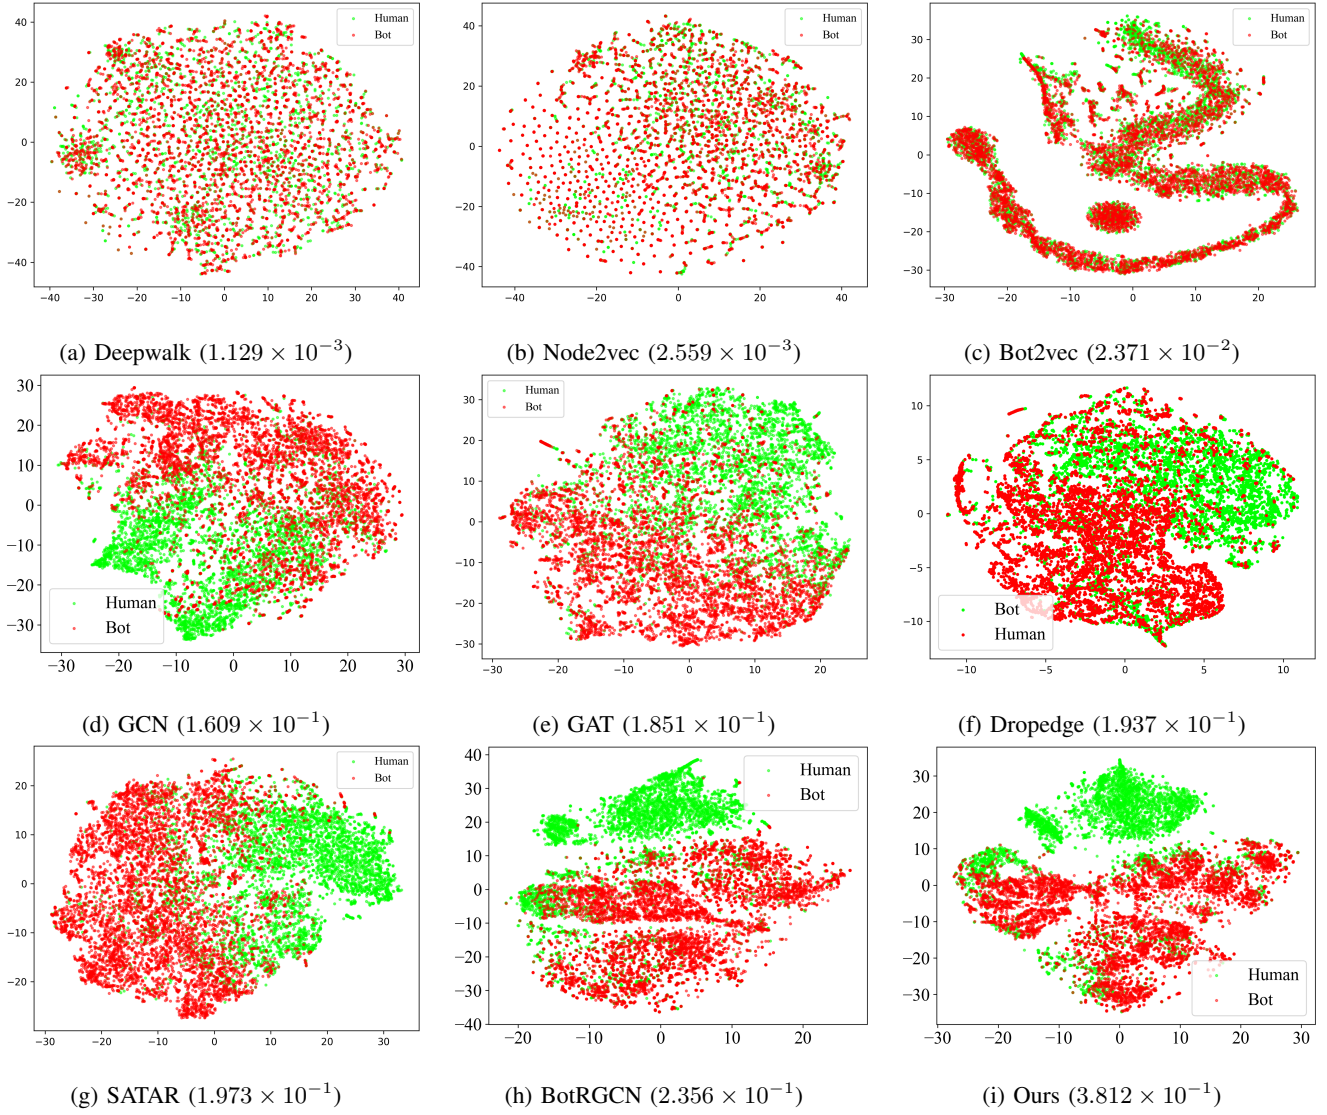 Human
Bot
40
20
0
−20
−40
−40 −30 −20 −10 0 10 20 30 40
(a) Deepwalk (1.129 × 10⁻³)
Human
Bot
40
20
0
−20
−40
−40 −20 0 20 40
(b) Node2vec (2.559 × 10⁻³)
Human
Bot
30
20
10
0
−10
−20
−30
−30 −20 −10 0 10 20
(c) Bot2vec (2.371 × 10⁻²)
30
20
10
0
−10
−20
−30
Human
Bot
−30 −20 −10 0 10 20 30
(d) GCN (1.609 × 10⁻¹)
Human
Bot
30
20
10
0
−10
−20
−30
−30 −20 −10 0 10 20
(e) GAT (1.851 × 10⁻¹)
10
5
0
−5
−10
Bot
Human
−10 −5 0 5 10
(f) Dropedge (1.937 × 10⁻¹)
Human
Bot
20
10
0
−10
−20
−30 −20 −10 0 10 20 30
(g) SATAR (1.973 × 10⁻¹)
Human
Bot
40
30
20
10
0
−10
−20
−30
−40
−20 −10 0 10 20
(h) BotRGCN (2.356 × 10⁻¹)
30
20
10
0
−10
−20
−30
Human
Bot
−30 −20 −10 0 10 20 30
(i) Ours (3.812 × 10⁻¹)